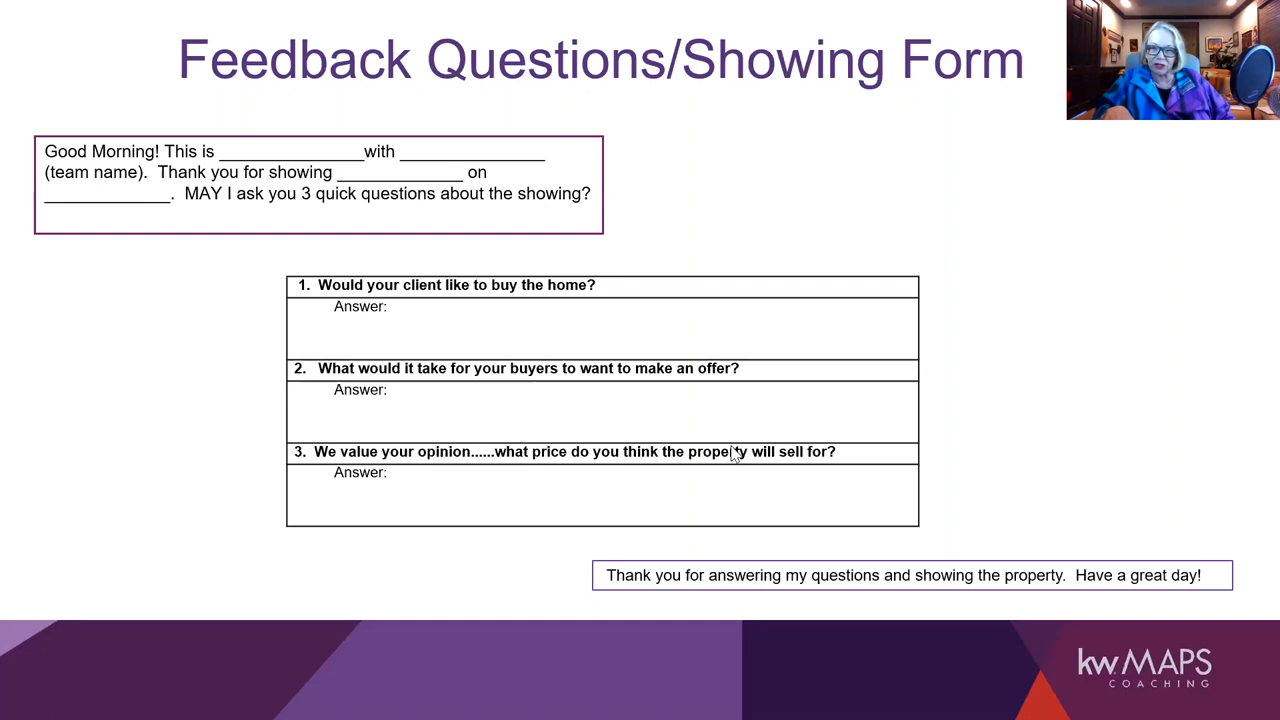 Feedback Questions/Showing Form
Good Morning! This is ________________with ________________
(team name).  Thank you for showing ______________ on
______________.  MAY I ask you 3 quick questions about the showing?
1.  Would your client like to buy the home?
Answer:
2.   What would it take for your buyers to want to make an offer?
Answer:
3.  We value your opinion......what price do you think the property will sell for?
Answer:
Thank you for answering my questions and showing the property.  Have a great day!
kw MAPS
COACHING